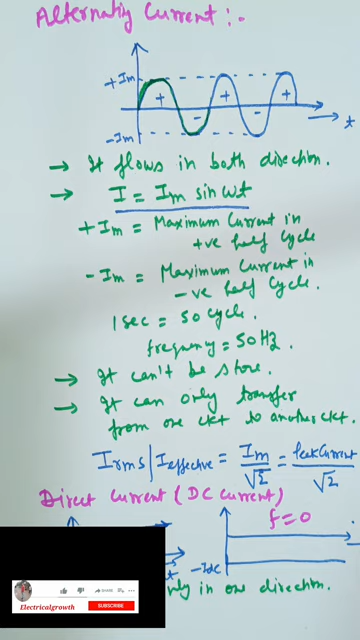 Alternating Current :-
+Im
+ + 
- -
-Im
t
→ It flows in both direction.
→ I = Im sin wt
+Im = Maximum Current in
+ve half Cycle
-Im = Maximum Current in
-ve half Cycle.
1 sec = 50 cycle.
frequency = 50 Hz.
→ It can't be store.
→ It can only transfer
from one ckt to another ckt.
Irms | Ieffective = Im/√2 = Peak Current/√2
Direct Current (DC Current)
f=0
-Idc
t
only in one direction.
SHARE
Electricalgrowth
SUBSCRIBE